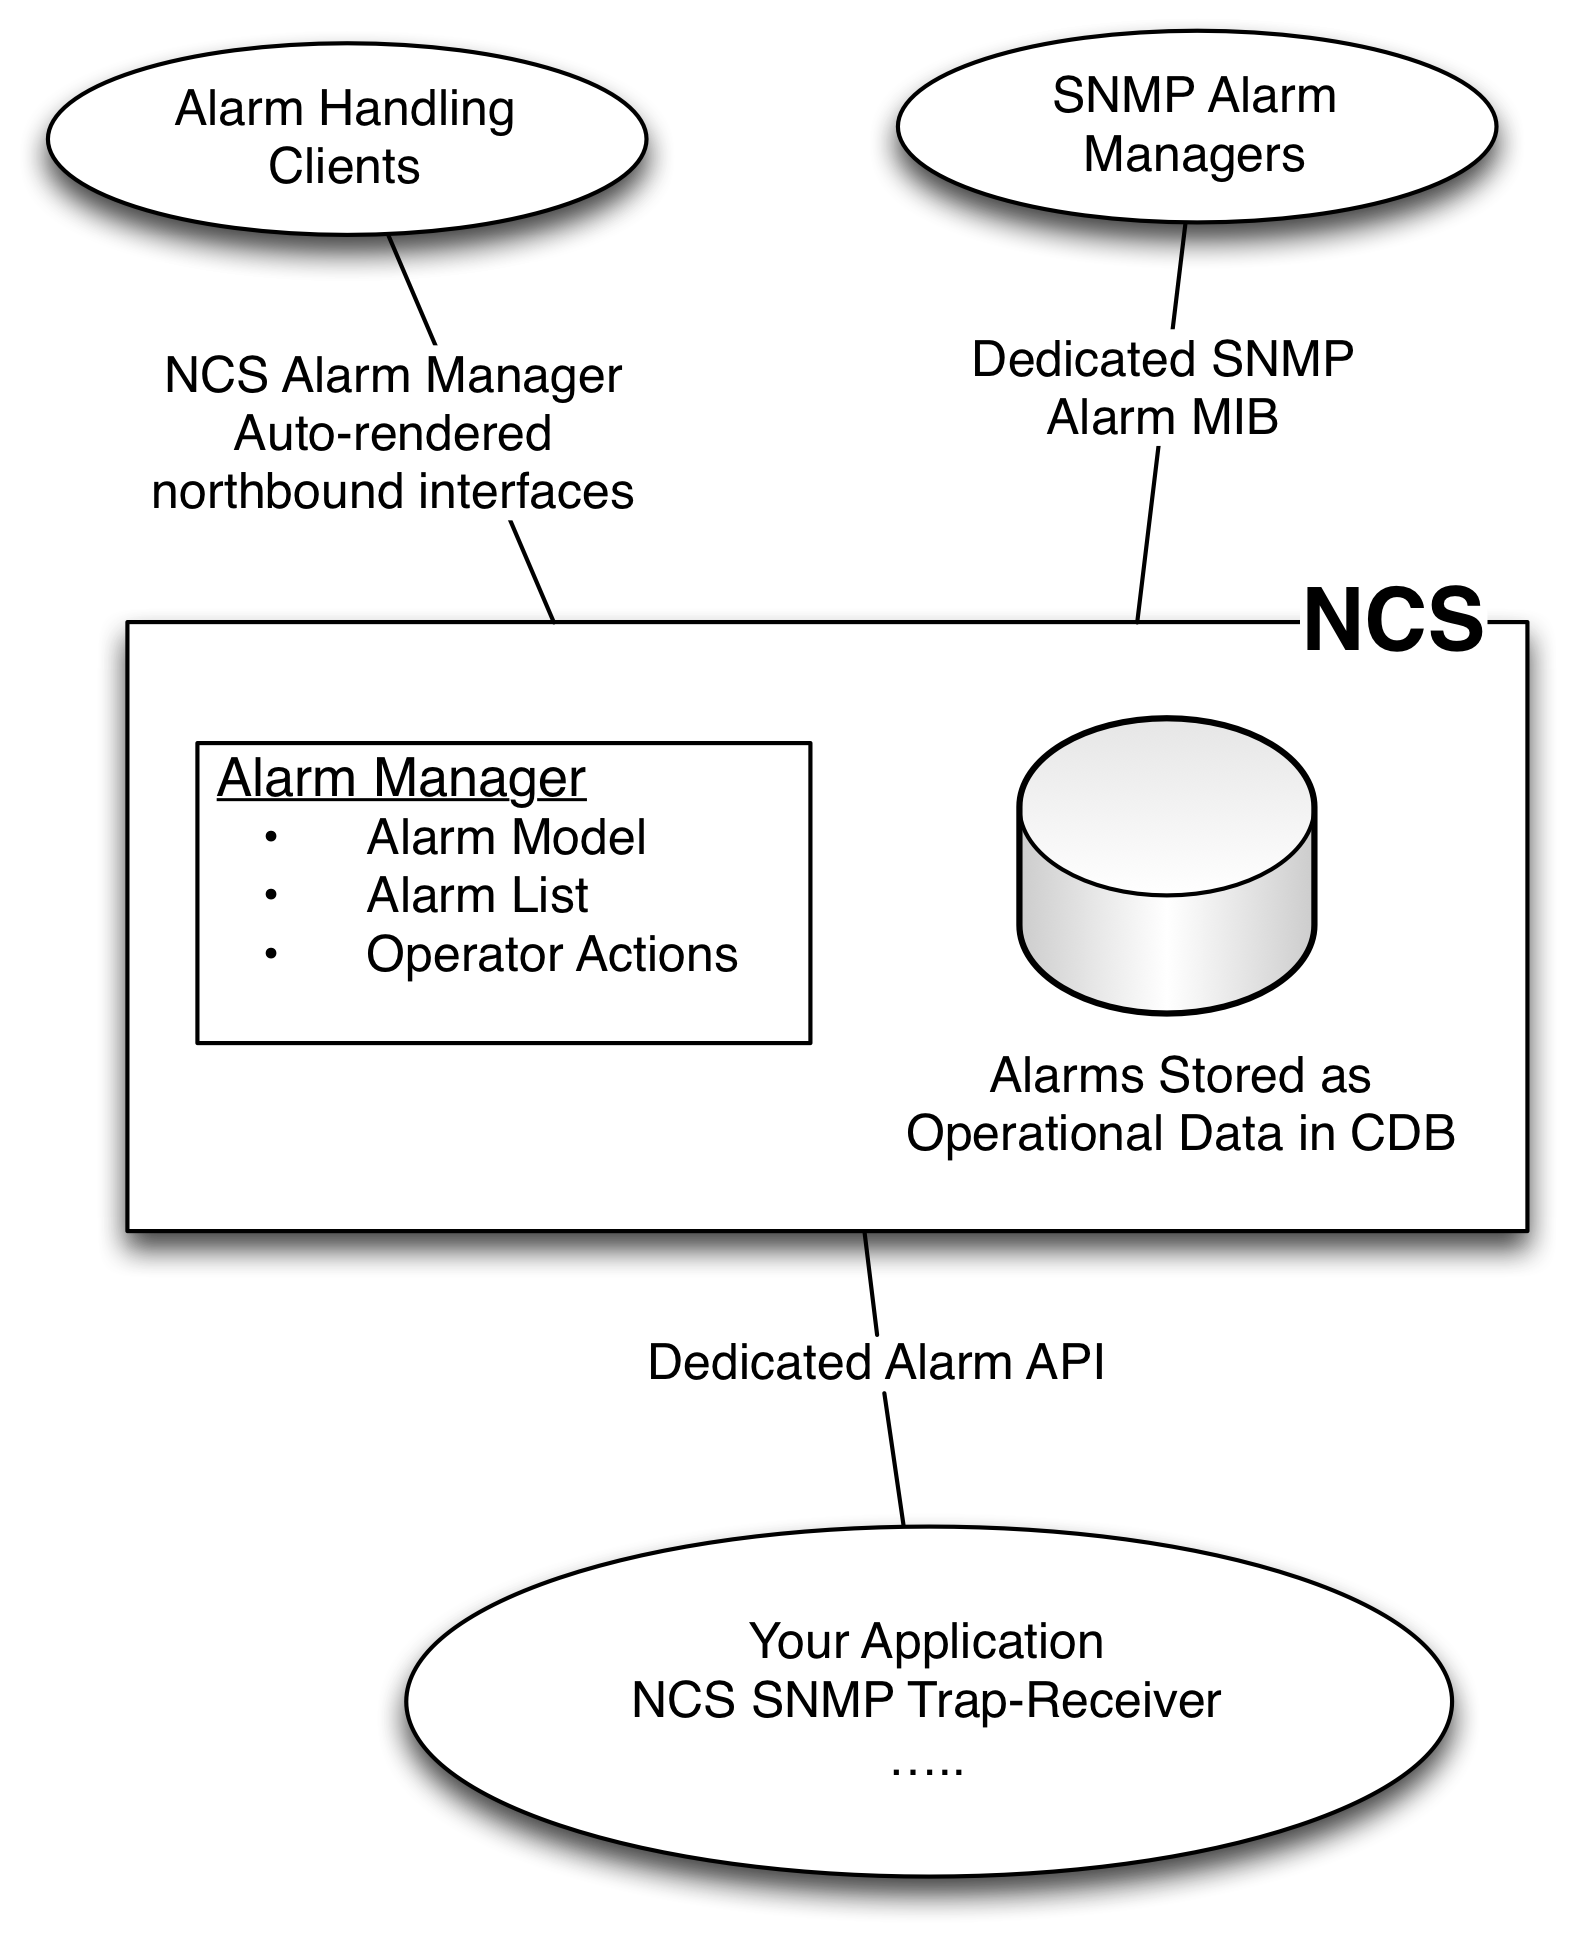 Alarm Handling
Clients
SNMP Alarm
Managers
NCS Alarm Manager
Auto-rendered
northbound interfaces
Dedicated SNMP
Alarm MIB
NCS
Alarm Manager
• Alarm Model
• Alarm List
• Operator Actions
Alarms Stored as
Operational Data in CDB
Dedicated Alarm API
Your Application
NCS SNMP Trap-Receiver
…..